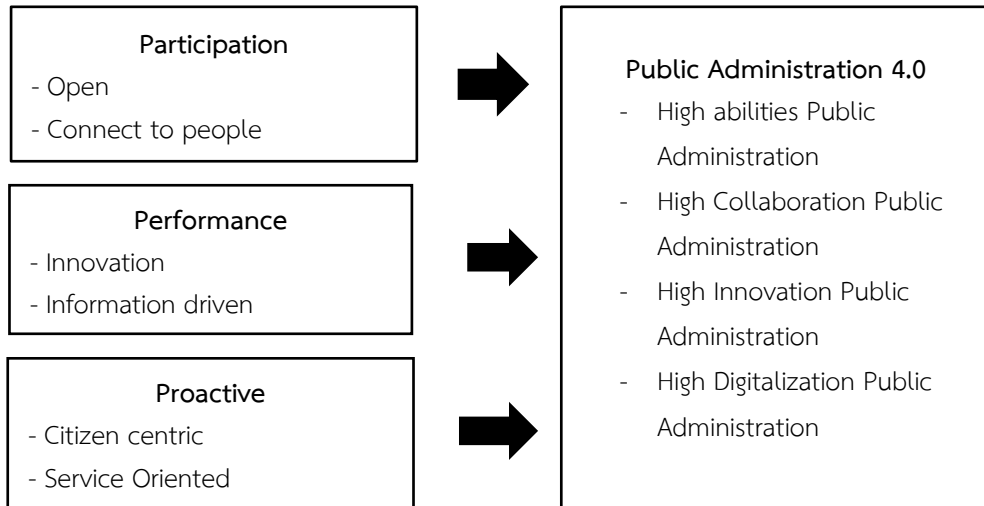 Participation
- Open
- Connect to people
Performance
- Innovation
- Information driven
Proactive
- Citizen centric
- Service Oriented
Public Administration 4.0
- High abilities Public
Administration
- High Collaboration Public
Administration
- High Innovation Public
Administration
- High Digitalization Public
Administration